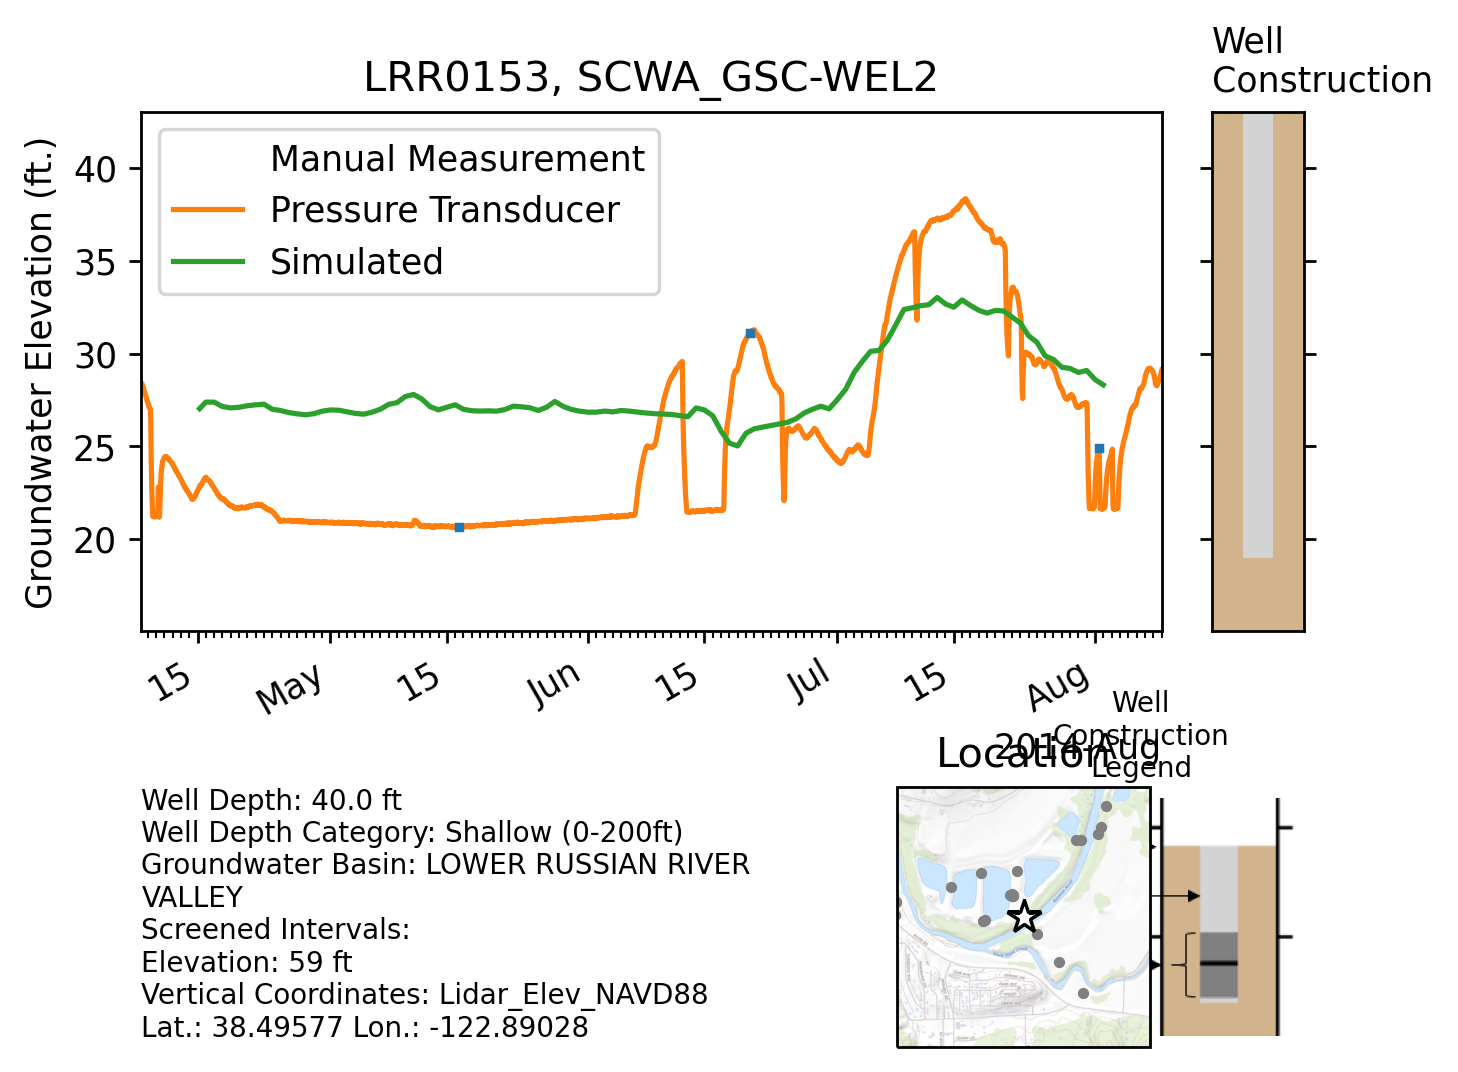 Well
Construction
LRR0153, SCWA_GSC-WEL2
Groundwater Elevation (ft.)
40
35
30
25
20
Manual Measurement
Pressure Transducer
Simulated
15
May
15
Jun
15
Jul
15
Aug
2014-Aug
Location
Well
Construction
Legend
Well Depth: 40.0 ft
Well Depth Category: Shallow (0-200ft)
Groundwater Basin: LOWER RUSSIAN RIVER
VALLEY
Screened Intervals:
Elevation: 59 ft
Vertical Coordinates: Lidar_Elev_NAVD88
Lat.: 38.49577 Lon.: -122.89028